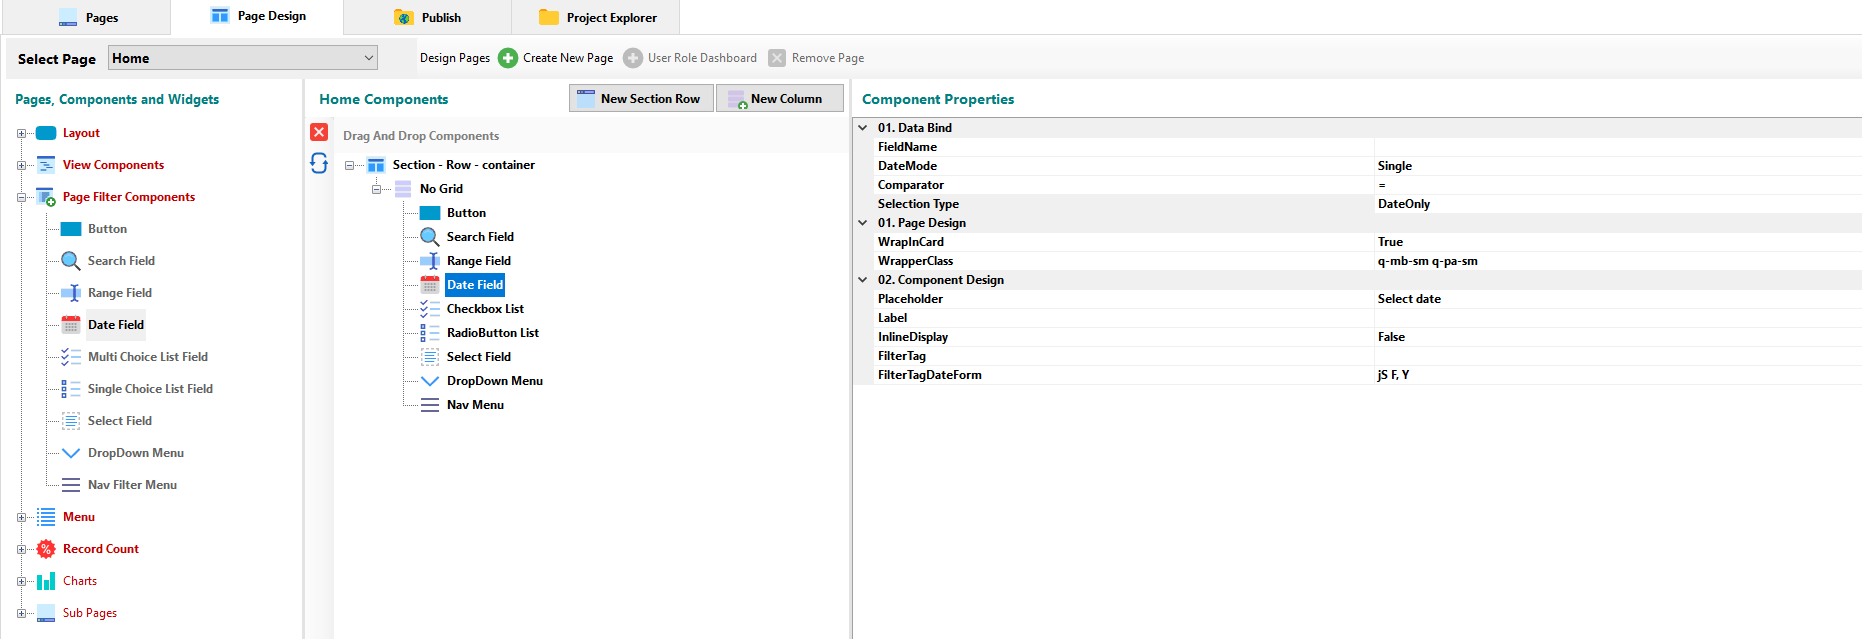 Pages
Page Design
Publish
Project Explorer
Select Page
Home
Design Pages
Create New Page
User Role Dashboard
Remove Page
Pages, Components and Widgets
Layout
View Components
Page Filter Components
Button
Search Field
Range Field
Date Field
Multi Choice List Field
Single Choice List Field
Select Field
DropDown Menu
Nav Filter Menu
Menu
Record Count
Charts
Sub Pages
Home Components
New Section Row
New Column
Drag And Drop Components
Section - Row - container
No Grid
Button
Search Field
Range Field
Date Field
Checkbox List
RadioButton List
Select Field
DropDown Menu
Nav Menu
Component Properties
01. Data Bind
FieldName
DateMode Single
Comparator =
Selection Type DateOnly
01. Page Design
WrapInCard True
WrapperClass q-mb-sm q-pa-sm
02. Component Design
Placeholder Select date
Label
InlineDisplay False
FilterTag
FilterTagDateForm jS F, Y